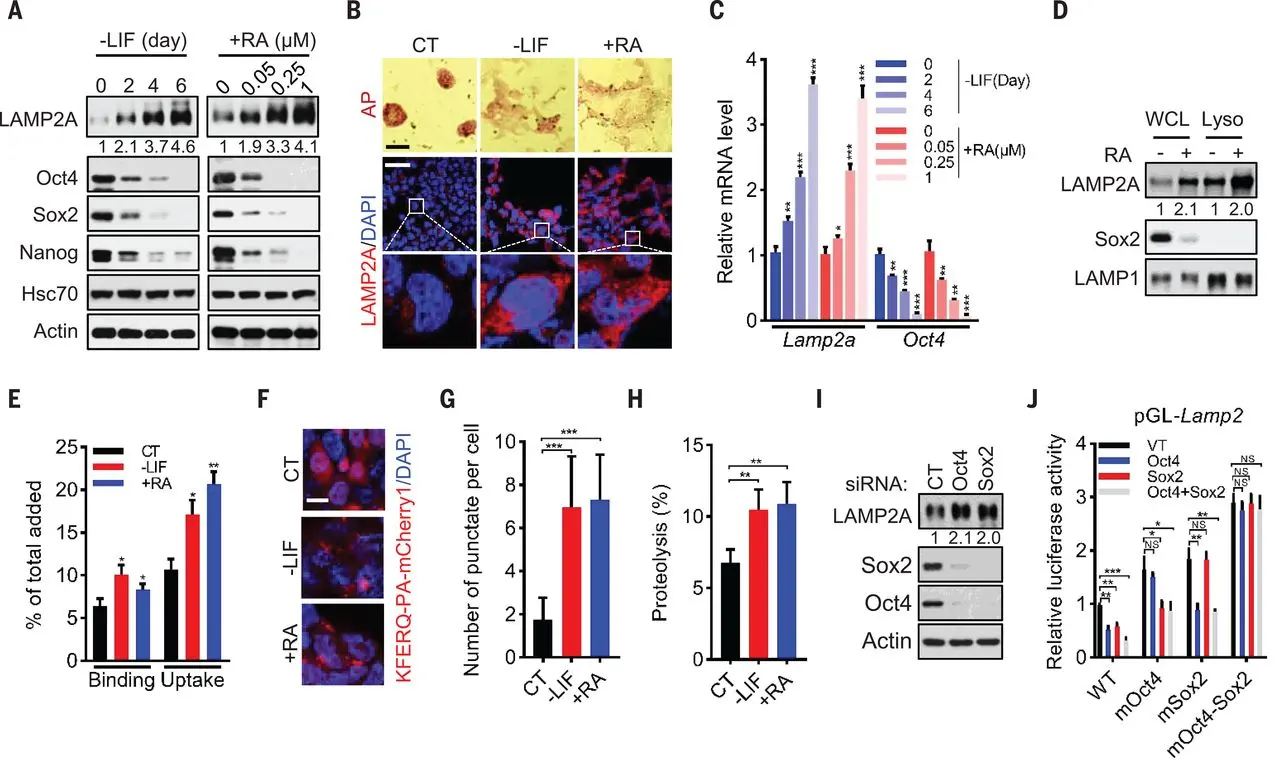 A
-LIF (day)
+RA (µM)
0 2 4 6
0 0.05 0.25 1
LAMP2A
1 2.1 3.7 4.6
1 1.9 3.3 4.1
Oct4
Sox2
Nanog
Hsc70
Actin
B
CT -LIF +RA
AP
LAMP2A/DAPI
C
Relative mRNA level
4
3
2
1
0
0
2
4
6
-LIF(Day)
0
0.05
0.25
1
+RA(µM)
** *** ***
* *** ***
** *** ***
** ** ***
Lamp2a
Oct4
D
WCL Lyso
RA - + - +
LAMP2A
1 2.1 1 2.0
Sox2
LAMP1
E
% of total added
25
20
15
10
5
0
CT
-LIF
+RA
* * * **
Binding Uptake
F
CT
-LIF
+RA
KFERQ-PA-mCherry1/DAPI
G
Number of punctate per cell
10
8
6
4
2
0
***
***
CT
-LIF
+RA
H
Proteolysis (%)
15
10
5
0
**
**
CT
-LIF
+RA
I
siRNA: CT Oct4 Sox2
LAMP2A
1 2.1 2.0
Sox2
Oct4
Actin
J
pGL-Lamp2
Relative luciferase activity
4
3
2
1
0
VT
Oct4
Sox2
Oct4+Sox2
***
**
**
*
*
NS
**
NS
**
NS
NS
NS
WT
mOct4
mSox2
mOct4-Sox2